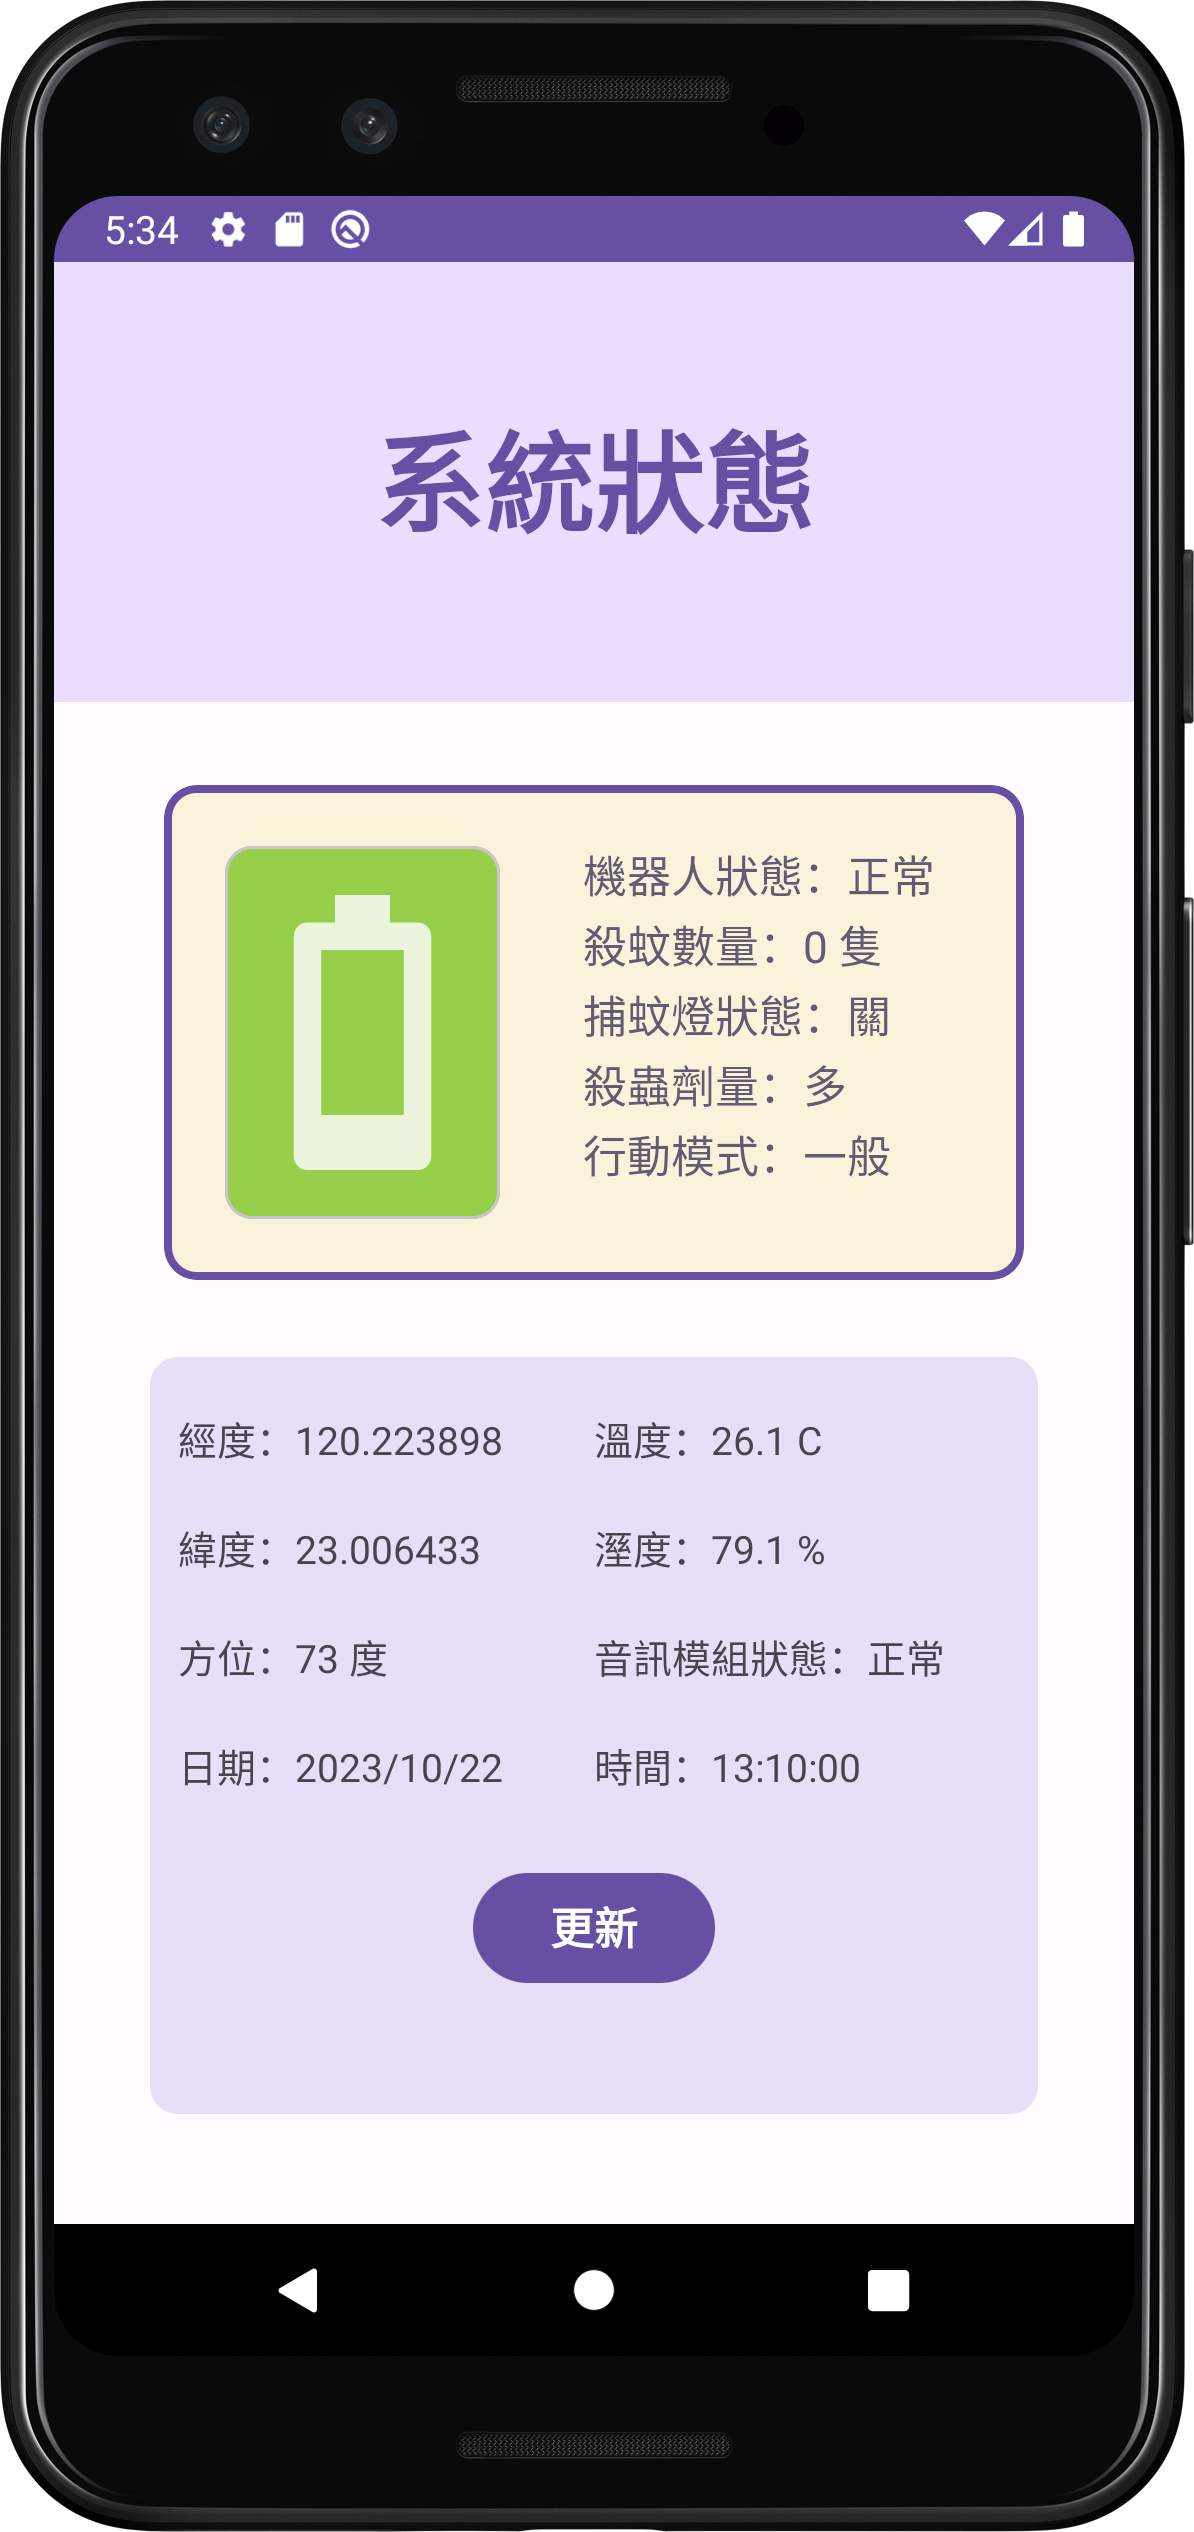 5:34
系統狀態
機器人狀態：正常
殺蚊數量：0 隻
捕蚊燈狀態：關
殺蟲劑量：多
行動模式：一般
經度：120.223898
溫度：26.1 C
緯度：23.006433
溼度：79.1 %
方位：73 度
音訊模組狀態：正常
日期：2023/10/22
時間：13:10:00
更新